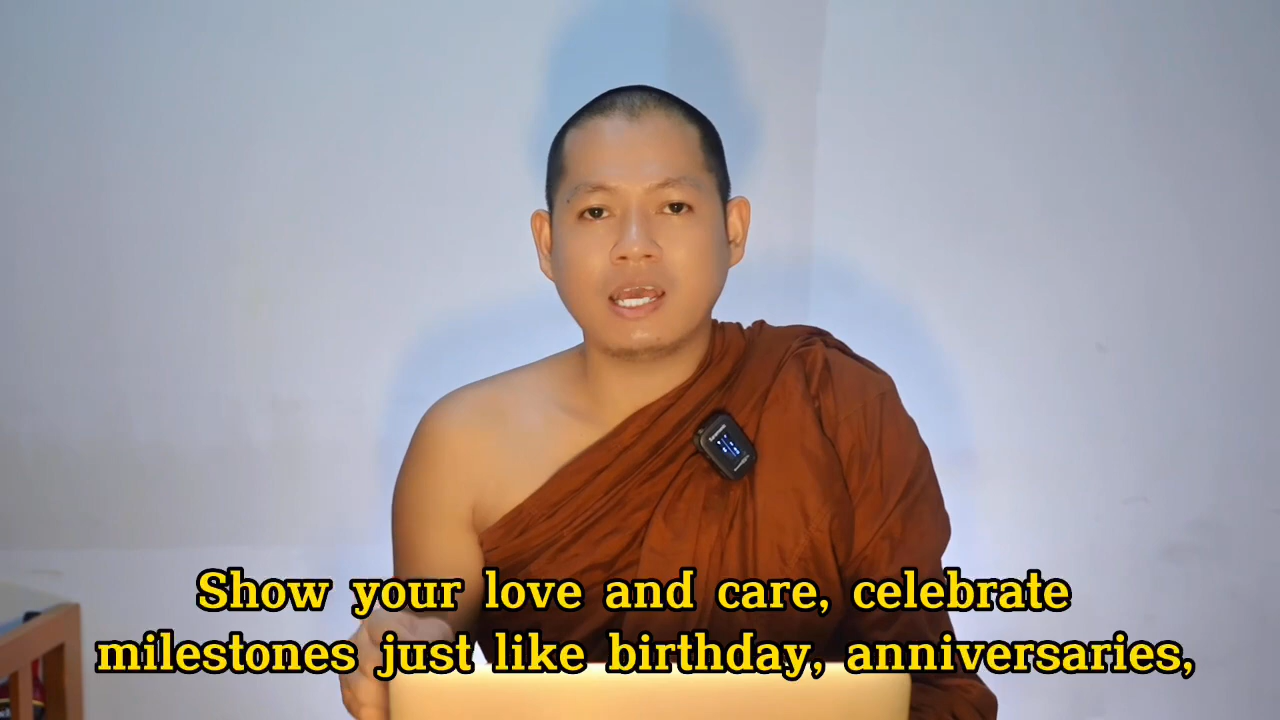 Show your love and care, celebrate
milestones just like birthday, anniversaries,